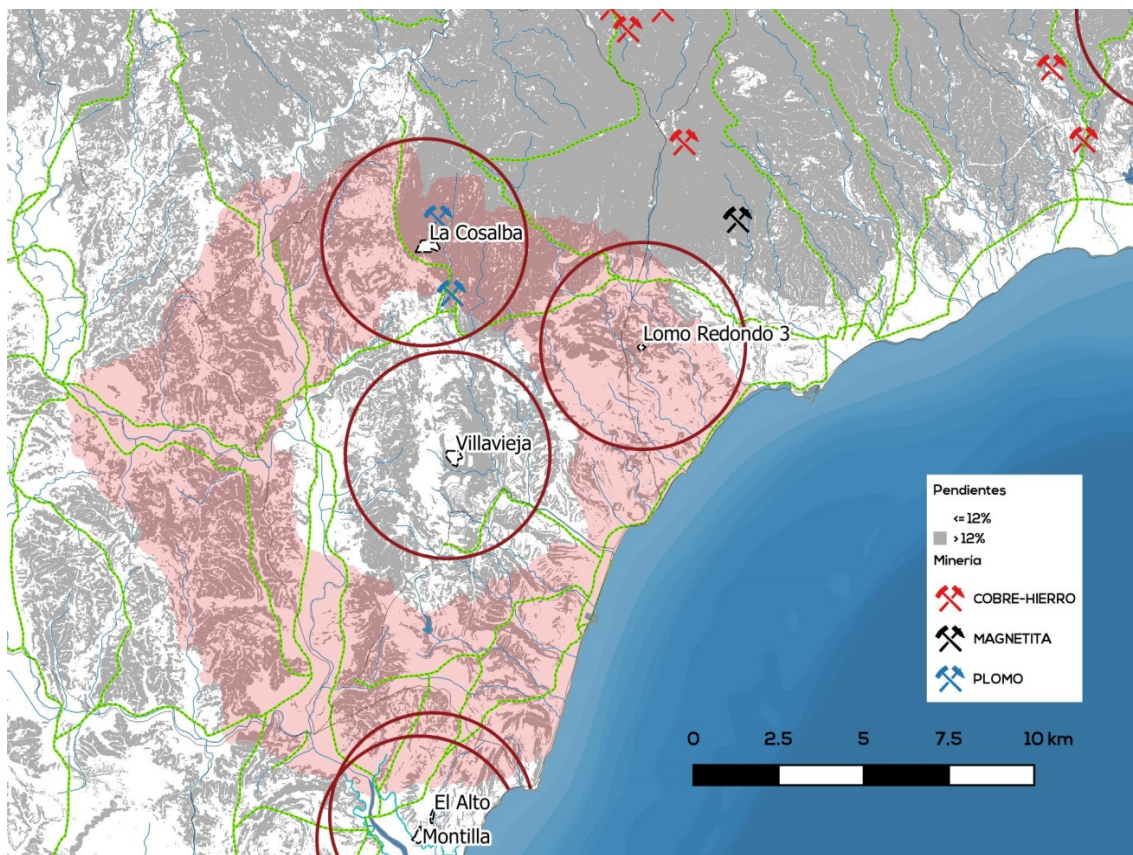 La Cosalba
Lomo Redondo 3
Villavieja
El Alto
Montilla
Pendientes
<= 12%
> 12%
Minería
COBRE-HIERRO
MAGNETITA
PLOMO
0 2.5 5 7.5 10 km